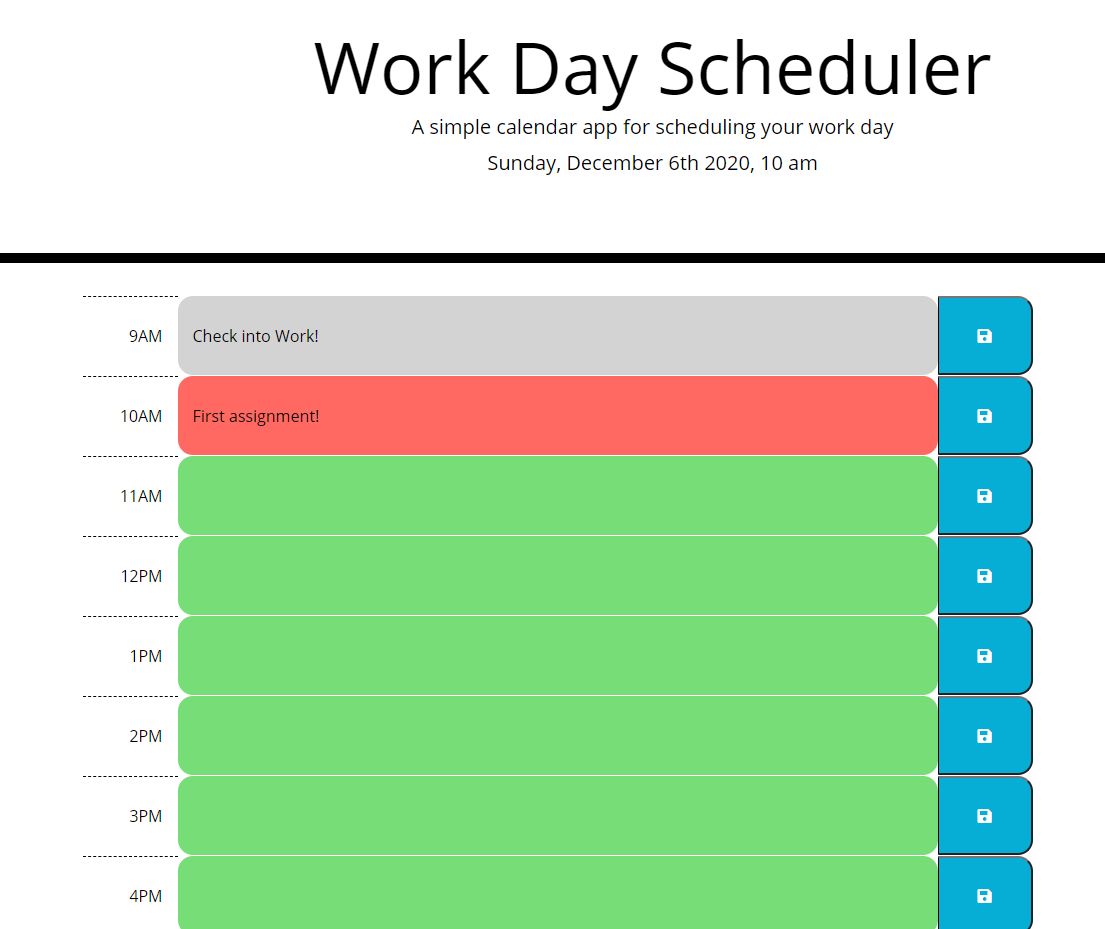 Work Day Scheduler
A simple calendar app for scheduling your work day
Sunday, December 6th 2020, 10 am
9AM
Check into Work!
10AM
First assignment!
11AM
12PM
1PM
2PM
3PM
4PM